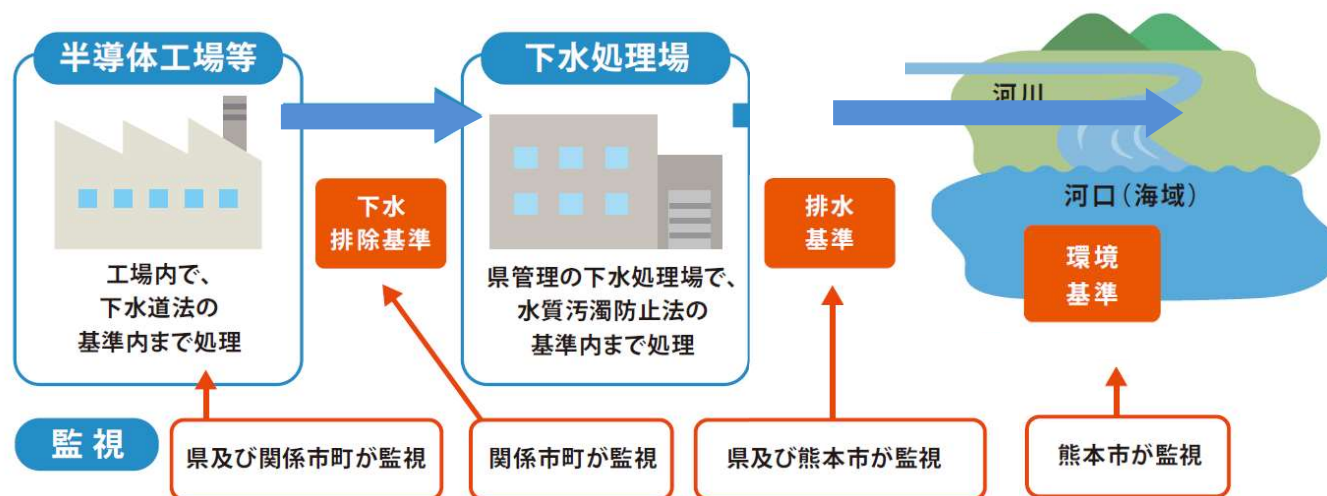 半導体工場等
下水処理場
河川
河口（海域）
下水
排除基準
排水
基準
環境
基準
工場内で、
下水道法の
基準内まで処理
県管理の下水処理場で、
水質汚濁防止法の
基準内まで処理
監視
県及び関係市町が監視
関係市町が監視
県及び熊本市が監視
熊本市が監視